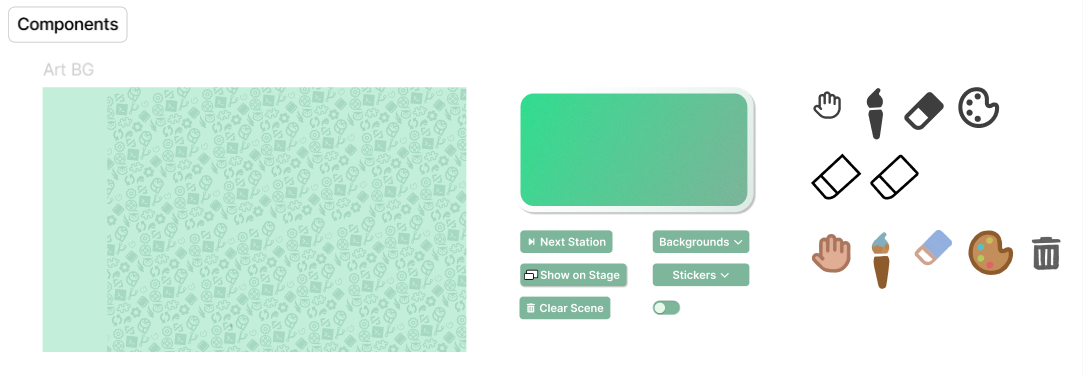 Components
Art BG
Next Station
Backgrounds
Show on Stage
Stickers
Clear Scene